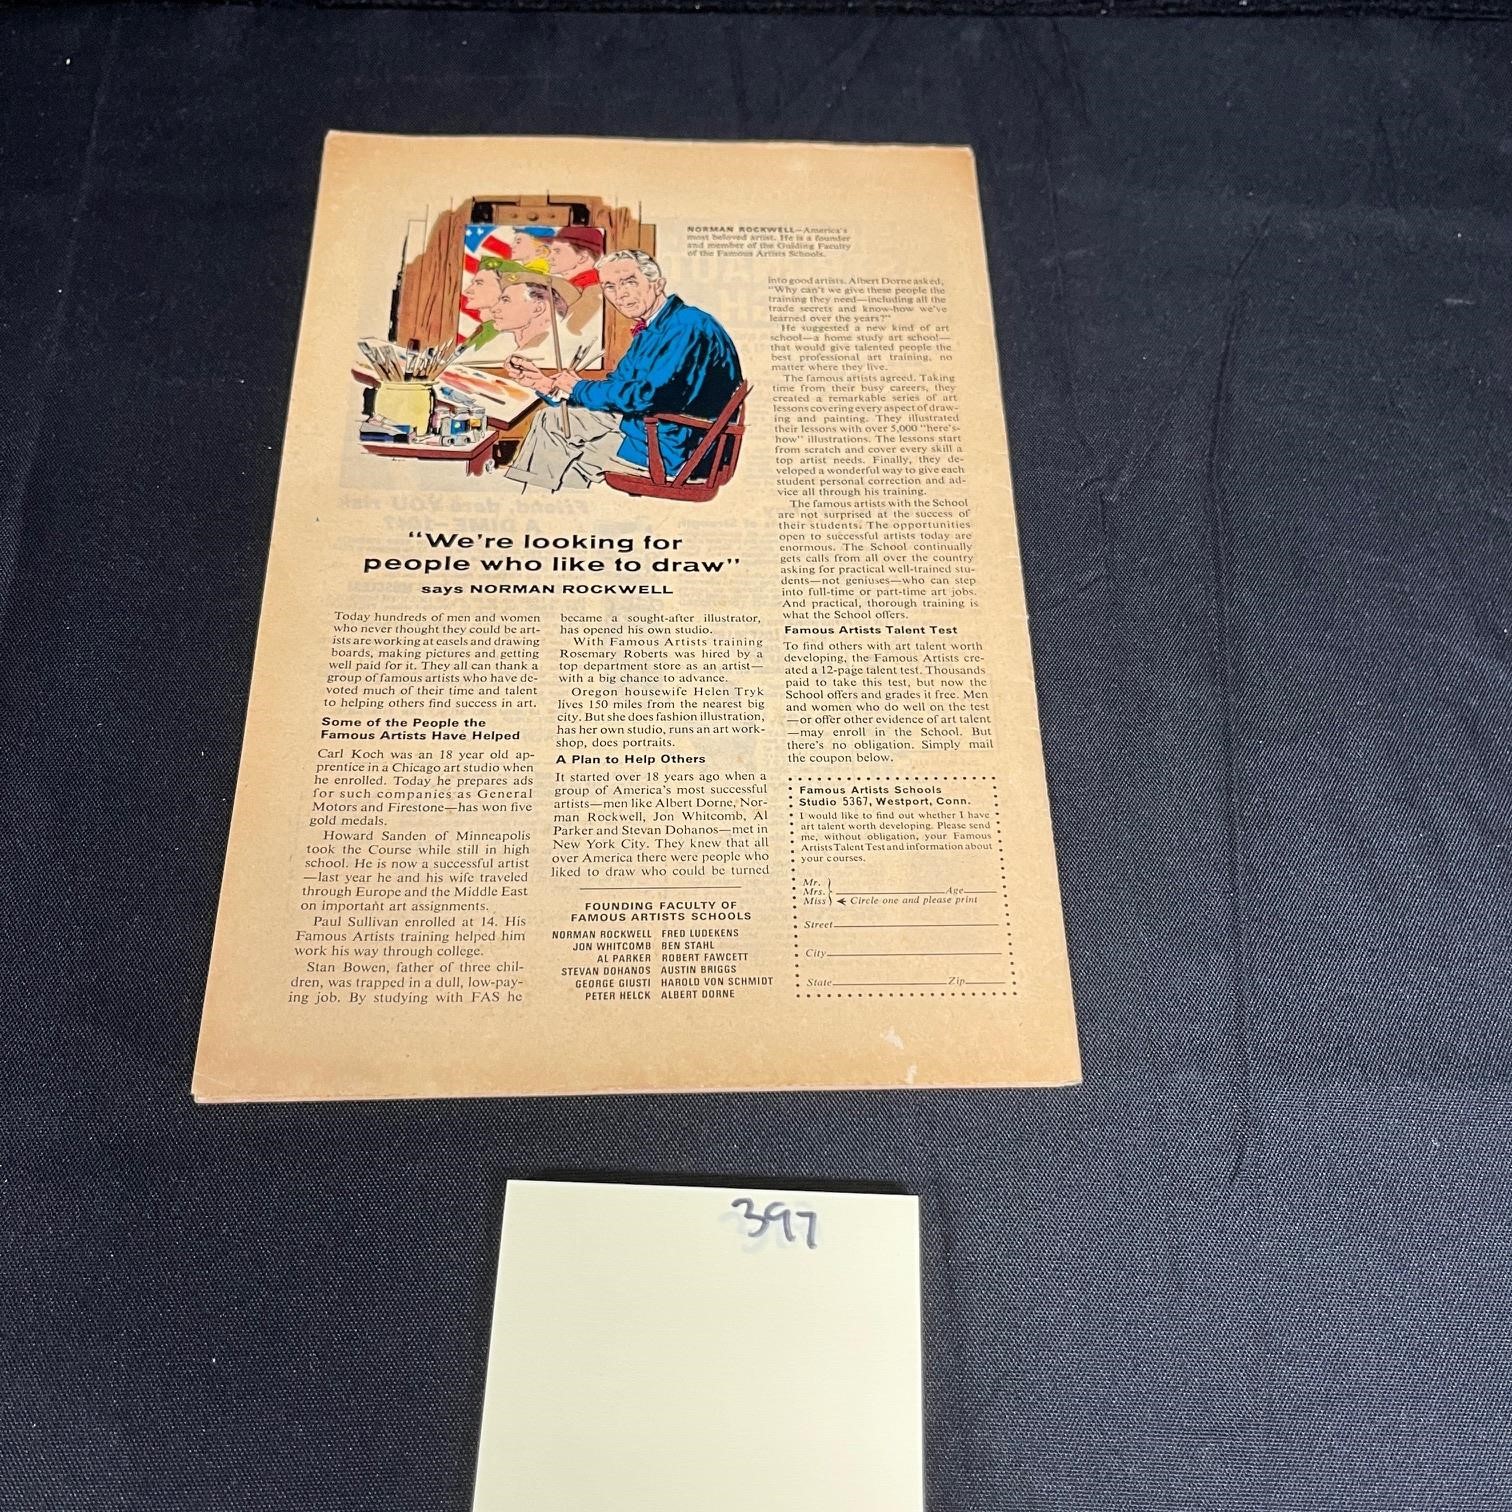 NORMAN ROCKWELL—America's
most beloved artist. He is a founder
and member of the Guiding Faculty
of the Famous Artists Schools.
"We're looking for
people who like to draw"
says NORMAN ROCKWELL
Today hundreds of men and women
who never thought they could be art-
ists are working at easels and drawing
boards, making pictures and getting
well paid for it. They all can thank a
group of famous artists who have de-
voted much of their time and talent
to helping others find success in art.
Some of the People the
Famous Artists Have Helped
Carl Koch was an 18 year old ap-
prentice in a Chicago art studio when
he enrolled. Today he prepares ads
for such companies as General
Motors and Firestone—has won five
gold medals.
Howard Sanden of Minneapolis
took the Course while still in high
school. He is now a successful artist
—last year he and his wife traveled
through Europe and the Middle East
on important art assignments.
Paul Sullivan enrolled at 14. His
Famous Artists training helped him
work his way through college.
Stan Bowen, father of three chil-
dren, was trapped in a dull, low-pay-
ing job. By studying with FAS he
became a sought-after illustrator,
has opened his own studio.
With Famous Artists training
Rosemary Roberts was hired by a
top department store as an artist—
with a big chance to advance.
Oregon housewife Helen Tryk
lives 150 miles from the nearest big
city. But she does fashion illustration,
has her own studio, runs an art work-
shop, does portraits.
A Plan to Help Others
It started over 18 years ago when a
group of America's most successful
artists—men like Albert Dorne, Nor-
man Rockwell, Jon Whitcomb, Al
Parker and Stevan Dohanos—met in
New York City. They knew that all
over America there were people who
liked to draw who could be turned
into good artists. Albert Dorne asked,
"Why can't we give these people the
training they need—including all the
trade secrets and know-how we've
learned over the years?"
He suggested a new kind of art
school—a home study art school—
that would give talented people the
best professional art training, no
matter where they live.
The famous artists agreed. Taking
time from their busy careers, they
created a remarkable series of art
lessons covering every aspect of draw-
ing and painting. They illustrated
their lessons with over 5,000 "here's-
how" illustrations. The lessons start
from scratch and cover every skill a
top artist needs. Finally, they de-
veloped a wonderful way to give each
student personal correction and ad-
vice all through his training.
The famous artists with the School
are not surprised at the success of
their students. The opportunities
open to successful artists today are
enormous. The School continually
gets calls from all over the country
asking for practical well-trained stu-
dents—not geniuses—who can step
into full-time or part-time art jobs.
And practical, thorough training is
what the School offers.
Famous Artists Talent Test
To find others with art talent worth
developing, the Famous Artists cre-
ated a 12-page talent test. Thousands
paid to take this test, but now the
School offers and grades it free. Men
and women who do well on the test
—or offer other evidence of art talent
—may enroll in the School. But
there's no obligation. Simply mail
the coupon below.
FOUNDING FACULTY OF
FAMOUS ARTISTS SCHOOLS
NORMAN ROCKWELL FRED LUDEKENS
JON WHITCOMB BEN STAHL
AL PARKER ROBERT FAWCETT
STEVAN DOHANOS AUSTIN BRIGGS
GEORGE GIUSTI HAROLD VON SCHMIDT
PETER HELCK ALBERT DORNE
Famous Artists Schools
Studio 5367, Westport, Conn.
I would like to find out whether I have
art talent worth developing. Please send
me, without obligation, your Famous
Artists Talent Test and information about
your courses.
Mr.
Mrs. Age
Miss Circle one and please print
Street
City
State Zip
397